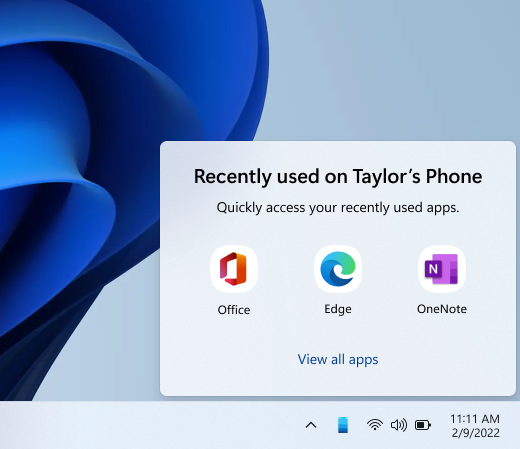 Recently used on Taylor's Phone
Quickly access your recently used apps.
N
Office
Edge
OneNote
View all apps
11:11 AM
2/9/2022